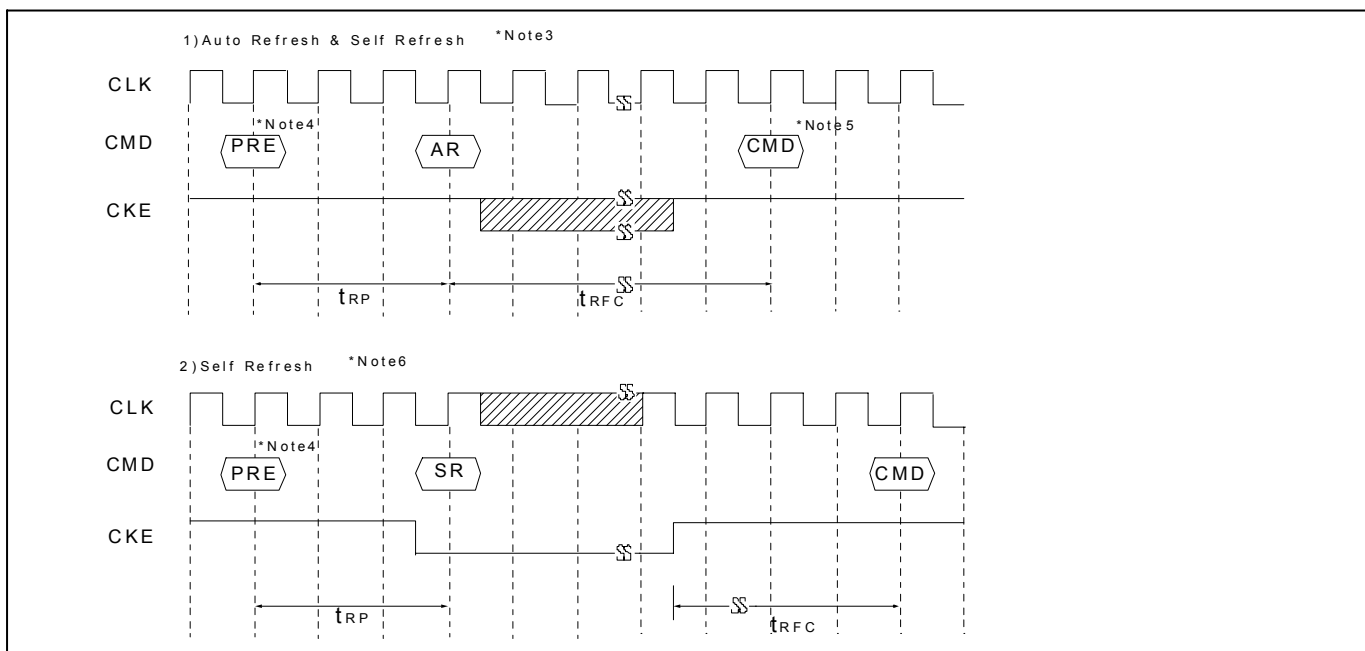 1)Auto Refresh & Self Refresh *Note3
CLK
*Note4 *Note5
CMD PRE AR CMD
CKE
tRP tRFC
2)Self Refresh *Note6
CLK
*Note4
CMD PRE SR CMD
CKE
tRP tRFC